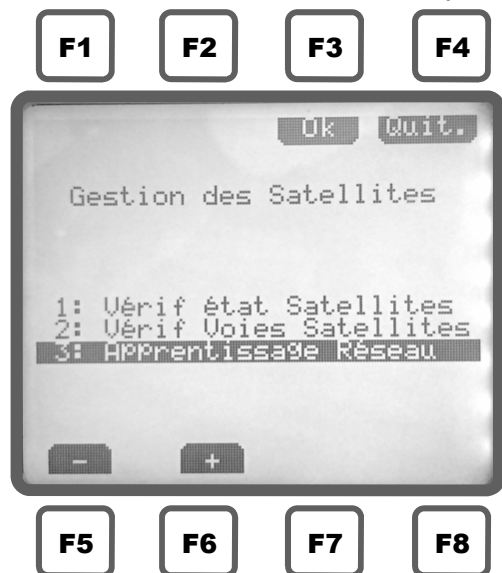 F1 F2 F3 F4
Ok Quit.
Gestion des Satellites
1: Vérif état Satellites
2: Vérif Voies Satellites
3: Apprentissage Réseau
- +
F5 F6 F7 F8